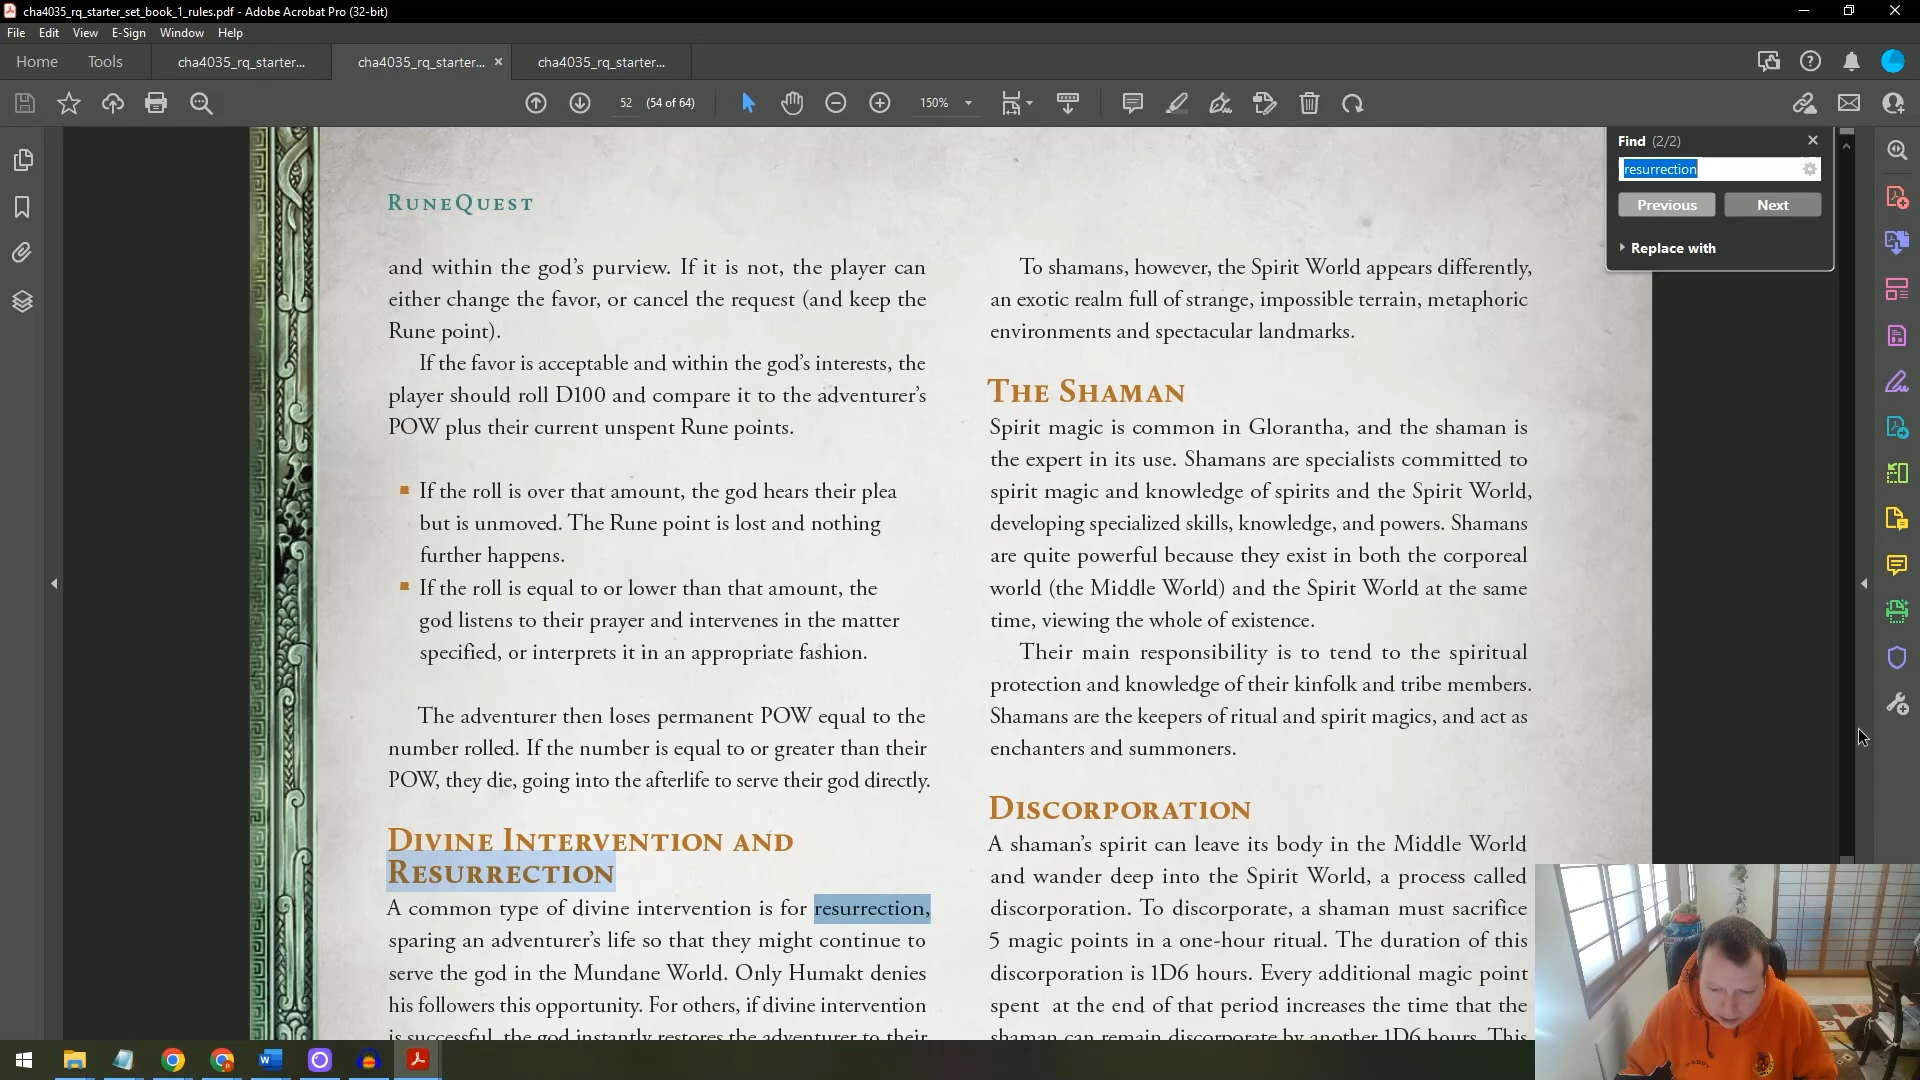 cha4035_rq_starter_set_book_1_rules.pdf - Adobe Acrobat Pro (32-bit)
File Edit View E-Sign Window Help
Home Tools cha4035_rq_starter... cha4035_rq_starter... cha4035_rq_starter...
52 (54 of 64) 150%
Find (2/2)
resurrection
Previous Next
Replace with
RuneQuest
and within the god's purview. If it is not, the player can
either change the favor, or cancel the request (and keep the
Rune point).
If the favor is acceptable and within the god's interests, the
player should roll D100 and compare it to the adventurer's
POW plus their current unspent Rune points.
If the roll is over that amount, the god hears their plea
but is unmoved. The Rune point is lost and nothing
further happens.
If the roll is equal to or lower than that amount, the
god listens to their prayer and intervenes in the matter
specified, or interprets it in an appropriate fashion.
The adventurer then loses permanent POW equal to the
number rolled. If the number is equal to or greater than their
POW, they die, going into the afterlife to serve their god directly.
Divine Intervention and
Resurrection
A common type of divine intervention is for resurrection,
sparing an adventurer's life so that they might continue to
serve the god in the Mundane World. Only Humakt denies
his followers this opportunity. For others, if divine intervention
is successful, the god instantly restores the adventurer to their
To shamans, however, the Spirit World appears differently,
an exotic realm full of strange, impossible terrain, metaphoric
environments and spectacular landmarks.
The Shaman
Spirit magic is common in Glorantha, and the shaman is
the expert in its use. Shamans are specialists committed to
spirit magic and knowledge of spirits and the Spirit World,
developing specialized skills, knowledge, and powers. Shamans
are quite powerful because they exist in both the corporeal
world (the Middle World) and the Spirit World at the same
time, viewing the whole of existence.
Their main responsibility is to tend to the spiritual
protection and knowledge of their kinfolk and tribe members.
Shamans are the keepers of ritual and spirit magics, and act as
enchanters and summoners.
Discorporation
A shaman's spirit can leave its body in the Middle World
and wander deep into the Spirit World, a process called
discorporation. To discorporate, a shaman must sacrifice
5 magic points in a one-hour ritual. The duration of this
discorporation is 1D6 hours. Every additional magic point
spent at the end of that period increases the time that the
shaman can remain discorporate by another 1D6 hours. This